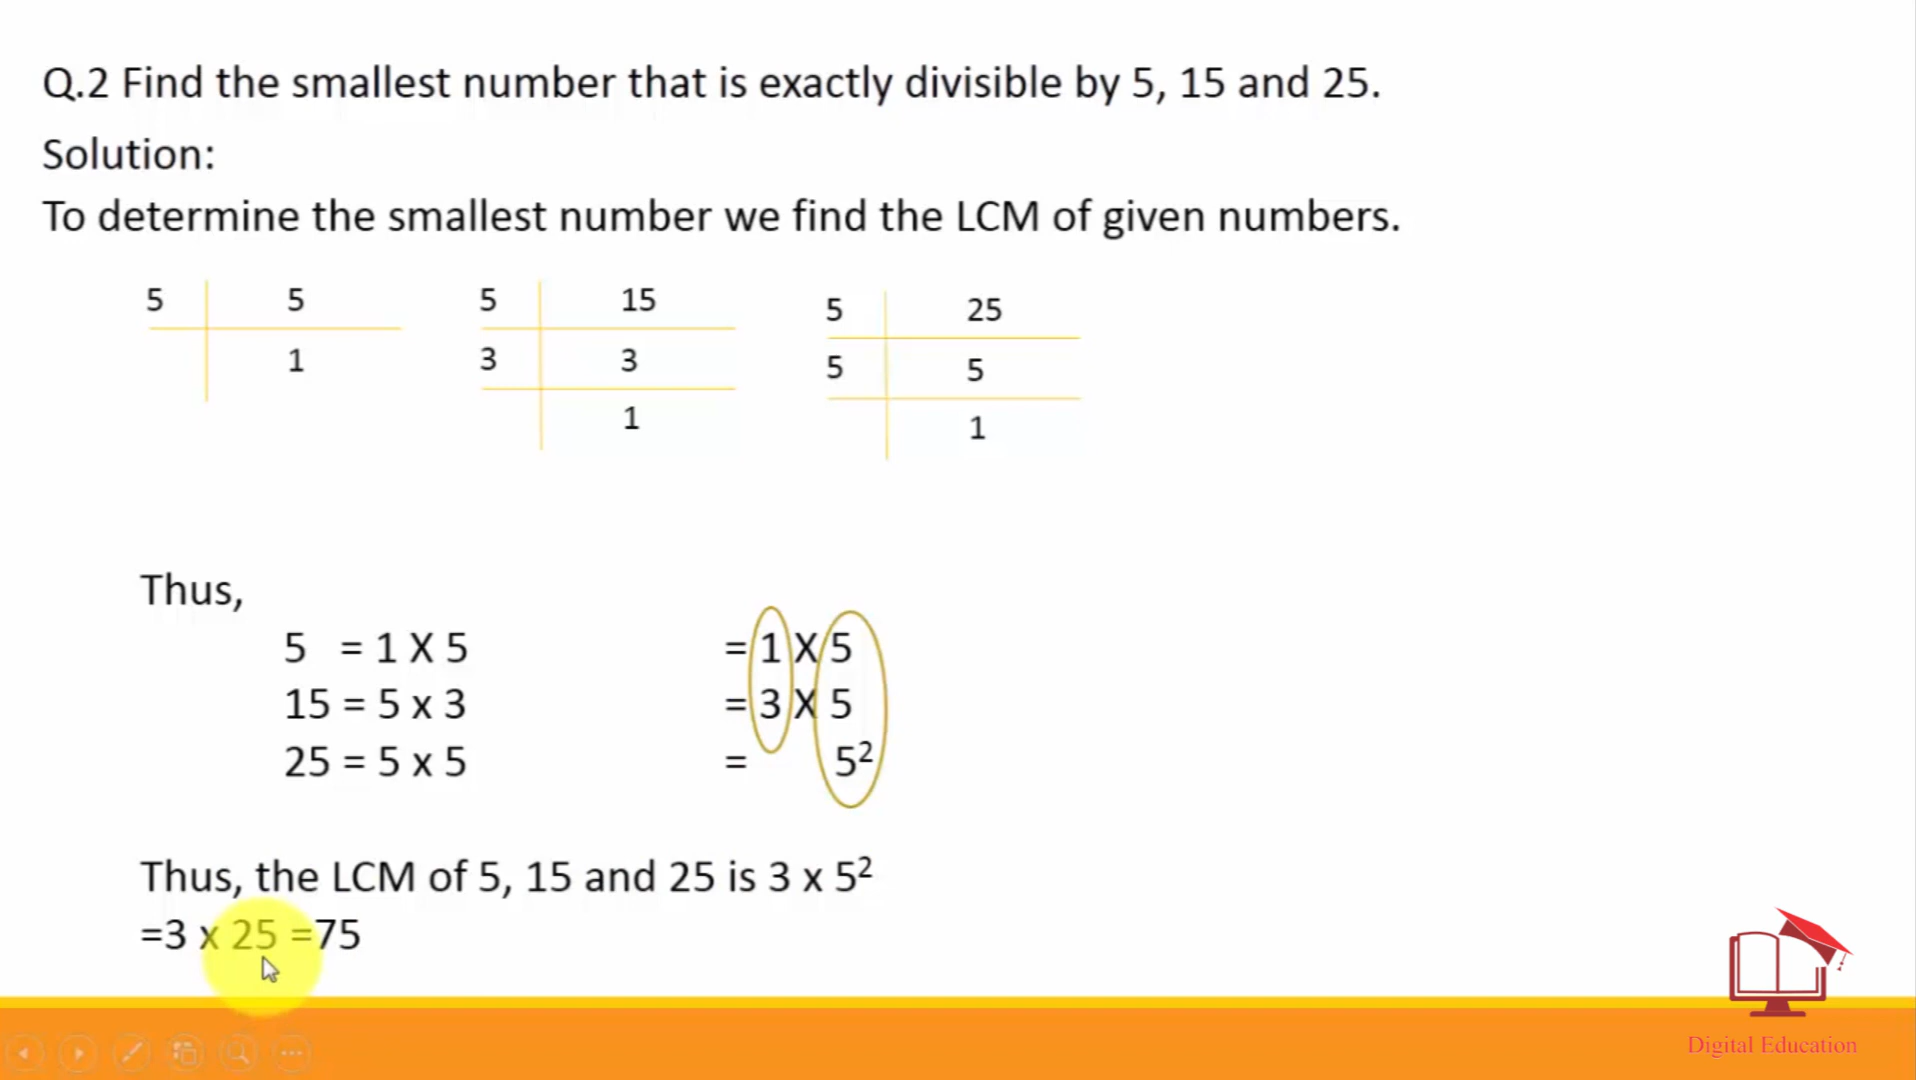 Q.2 Find the smallest number that is exactly divisible by 5, 15 and 25.
Solution:
To determine the smallest number we find the LCM of given numbers.
5 5
1
5 15
3 3
1
5 25
5 5
1
Thus,
5 = 1 X 5 = 1 X 5
15 = 5 x 3 = 3 X 5
25 = 5 x 5 = 5²
Thus, the LCM of 5, 15 and 25 is 3 x 5²
=3 x 25 =75
Digital Education